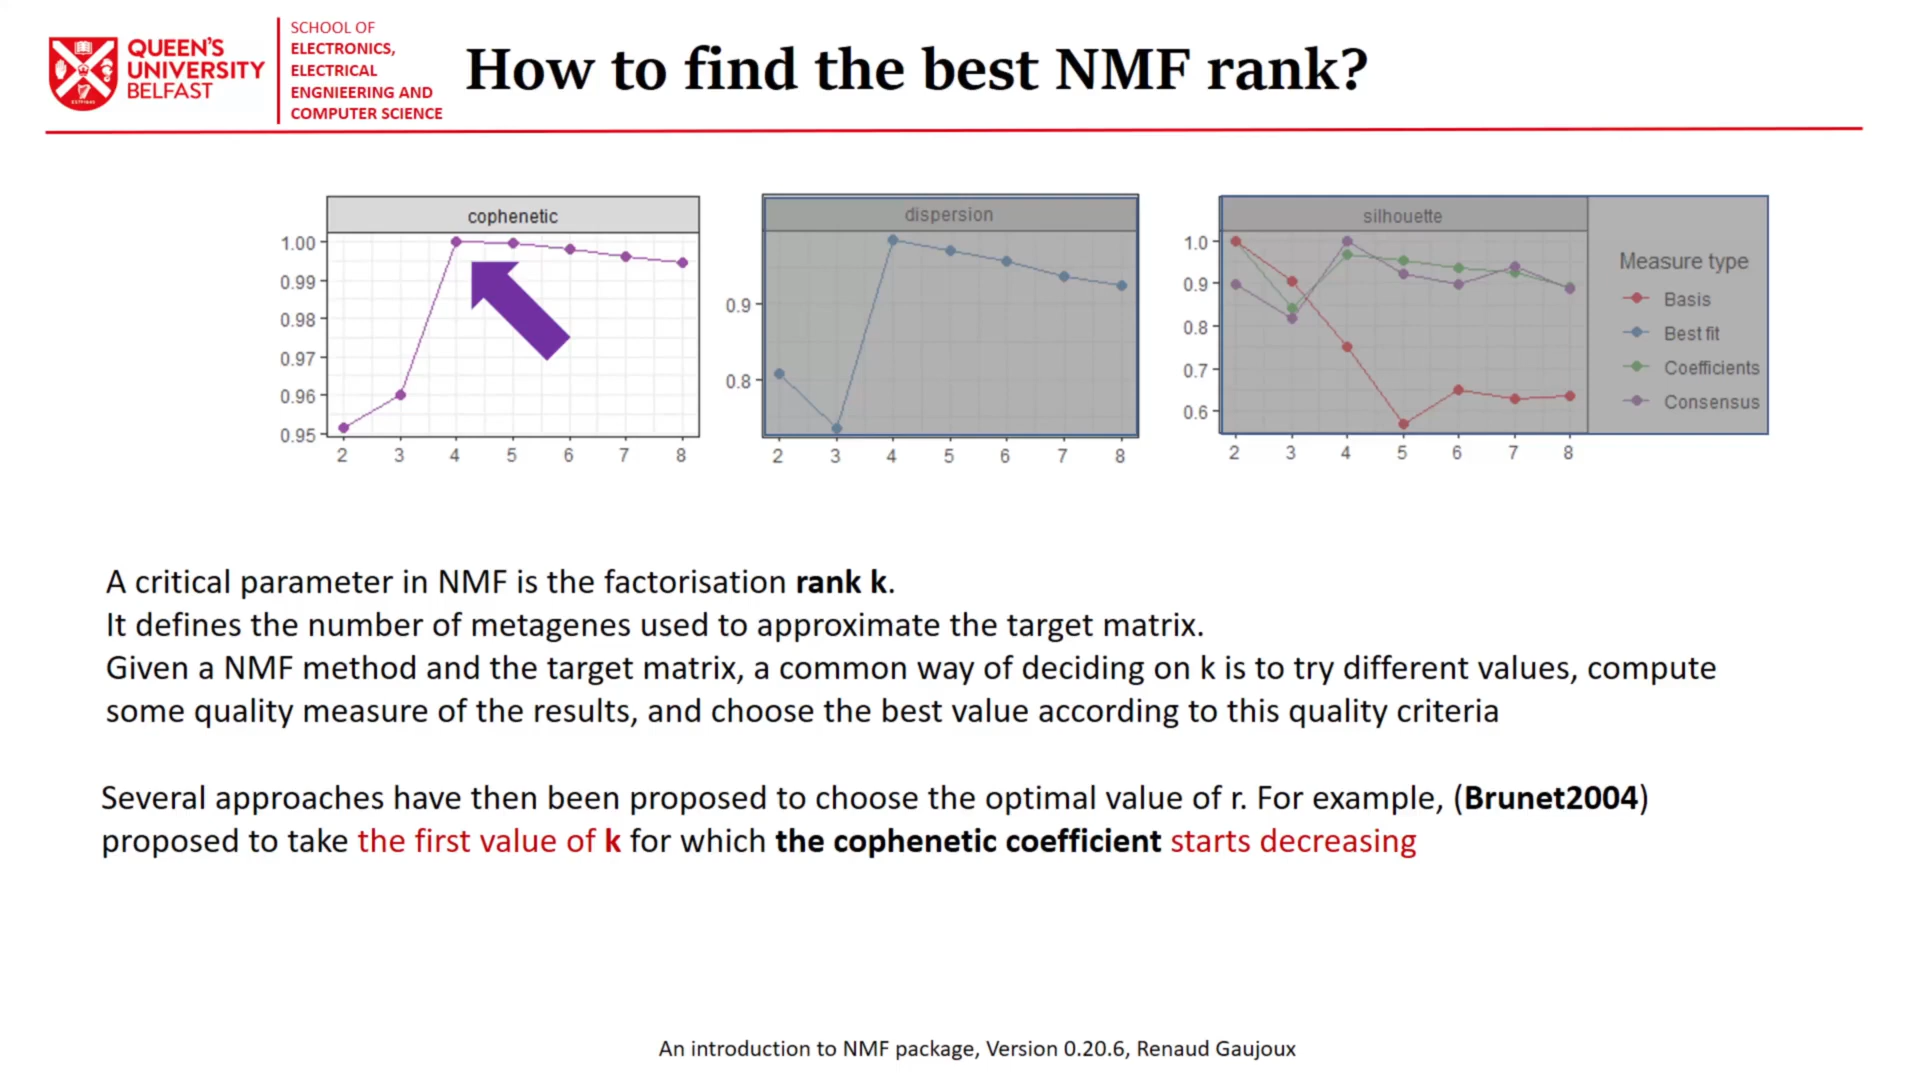 QUEEN'S
UNIVERSITY
BELFAST
SCHOOL OF
ELECTRONICS,
ELECTRICAL
ENGNIEERING AND
COMPUTER SCIENCE
How to find the best NMF rank?
cophenetic
1.00
0.99
0.98
0.97
0.96
0.95
2 3 4 5 6 7 8
dispersion
0.9
0.8
2 3 4 5 6 7 8
silhouette
1.0
0.9
0.8
0.7
0.6
2 3 4 5 6 7 8
Measure type
Basis
Best fit
Coefficients
Consensus
A critical parameter in NMF is the factorisation rank k.
It defines the number of metagenes used to approximate the target matrix.
Given a NMF method and the target matrix, a common way of deciding on k is to try different values, compute
some quality measure of the results, and choose the best value according to this quality criteria
Several approaches have then been proposed to choose the optimal value of r. For example, (Brunet2004)
proposed to take the first value of k for which the cophenetic coefficient starts decreasing
An introduction to NMF package, Version 0.20.6, Renaud Gaujoux